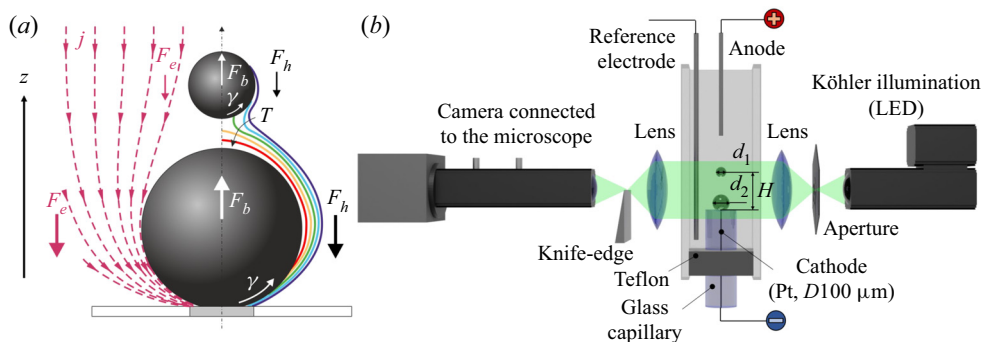 (a)
j
F_e
F_b
F_h
z
γ
T
F_e
F_b
F_h
γ
(b)
Reference
electrode
Anode
Köhler illumination
(LED)
Camera connected
to the microscope
Lens
Lens
d_1
d_2
H
Knife-edge
Aperture
Teflon
Glass
capillary
Cathode
(Pt, D100 μm)